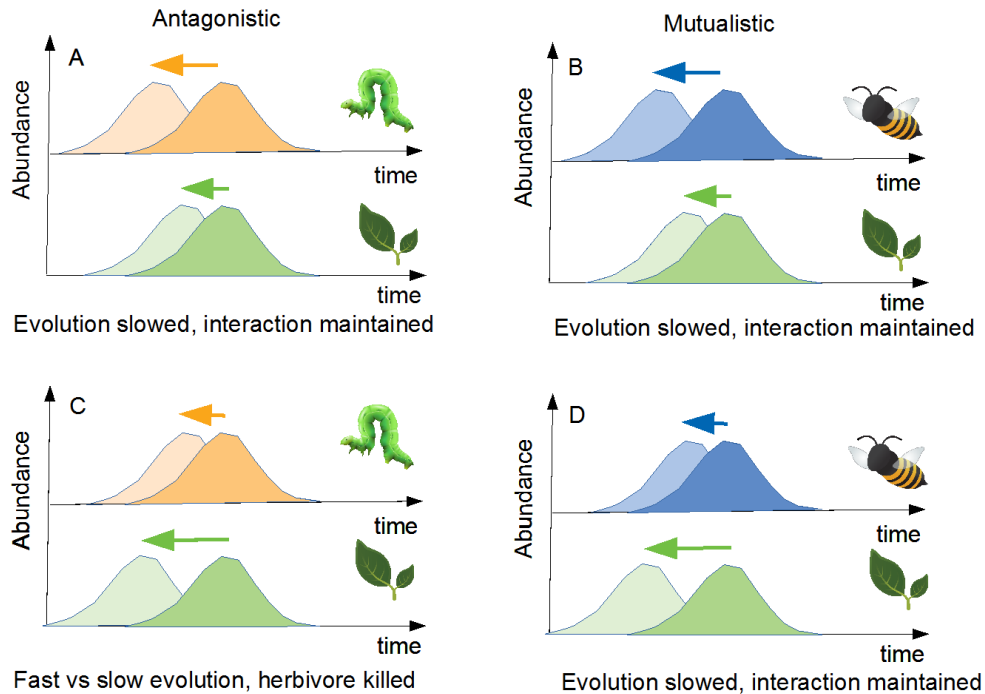 Antagonistic
Mutualistic
A
Abundance
time
time
Evolution slowed, interaction maintained
B
Abundance
time
time
Evolution slowed, interaction maintained
C
Abundance
time
time
Fast vs slow evolution, herbivore killed
D
Abundance
time
time
Evolution slowed, interaction maintained